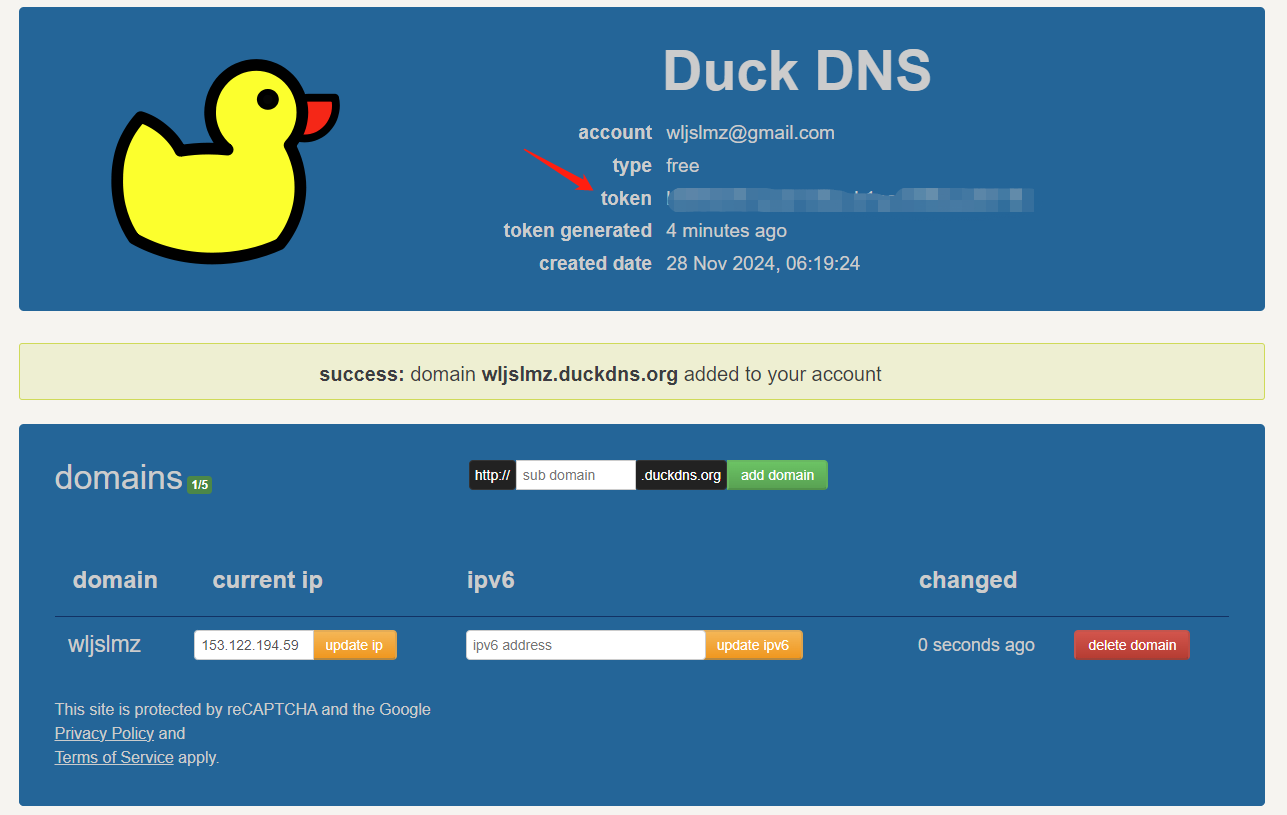 Duck DNS
account wljslmz@gmail.com
type free
token
token generated 4 minutes ago
created date 28 Nov 2024, 06:19:24
success: domain wljslmz.duckdns.org added to your account
domains 1/5 http:// sub domain .duckdns.org add domain
domain current ip ipv6 changed
wljslmz 153.122.194.59 update ip ipv6 address update ipv6 0 seconds ago delete domain
This site is protected by reCAPTCHA and the Google
Privacy Policy and
Terms of Service apply.